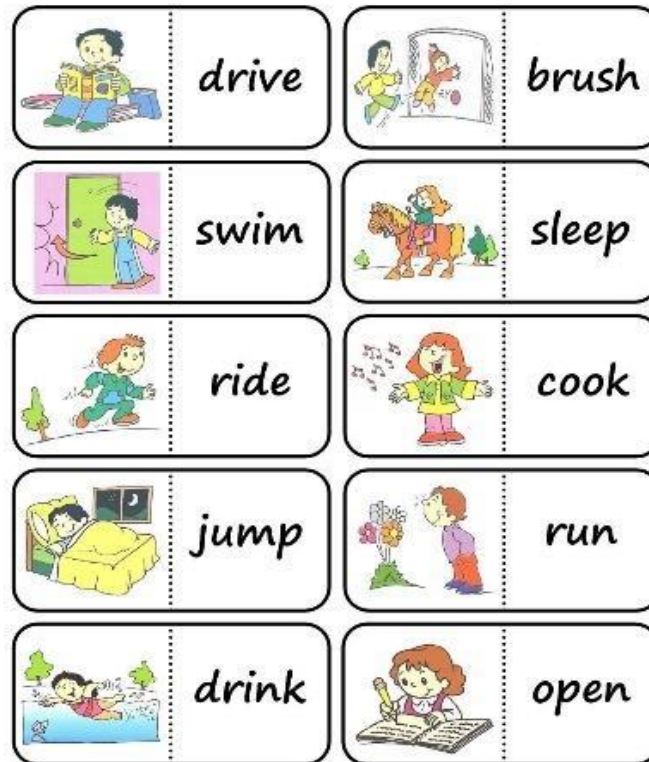 drive brush
swim sleep
ride cook
jump run
drink open